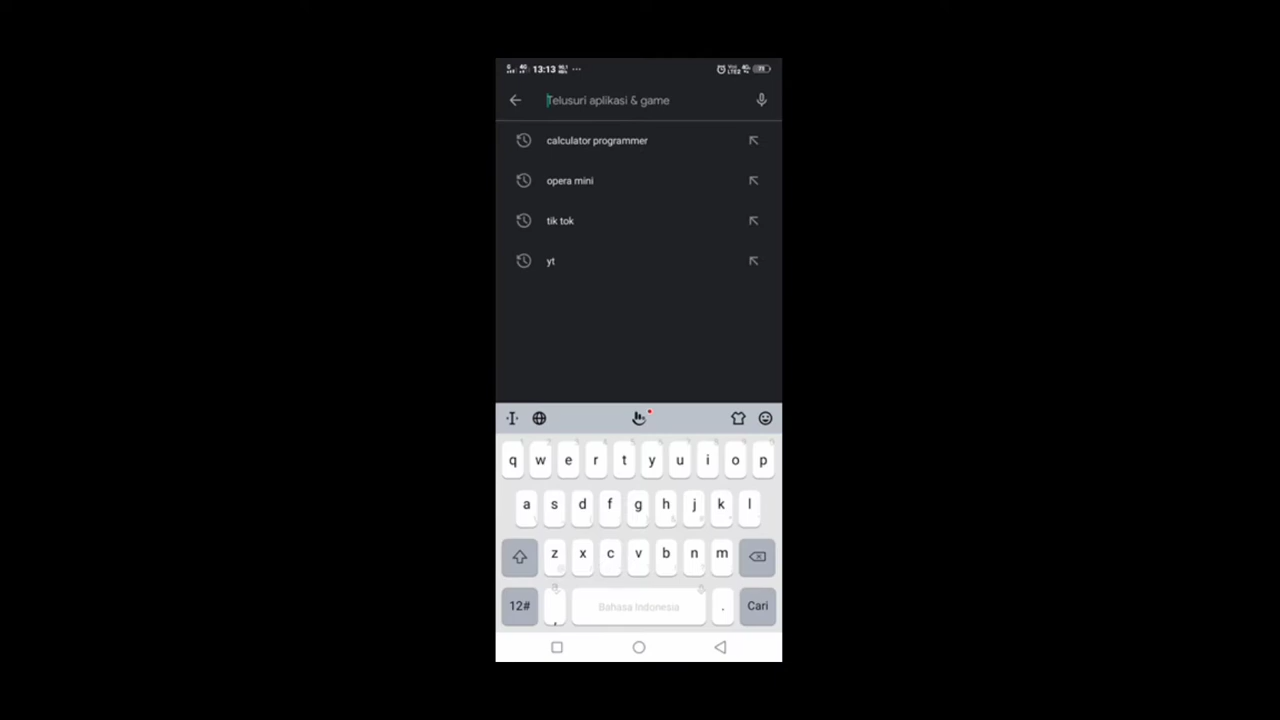 13:13
Telusuri aplikasi & game
calculator programmer
opera mini
tik tok
yt
q w e r t y u i o p
a s d f g h j k l
z x c v b n m
12# , Bahasa Indonesia . Cari